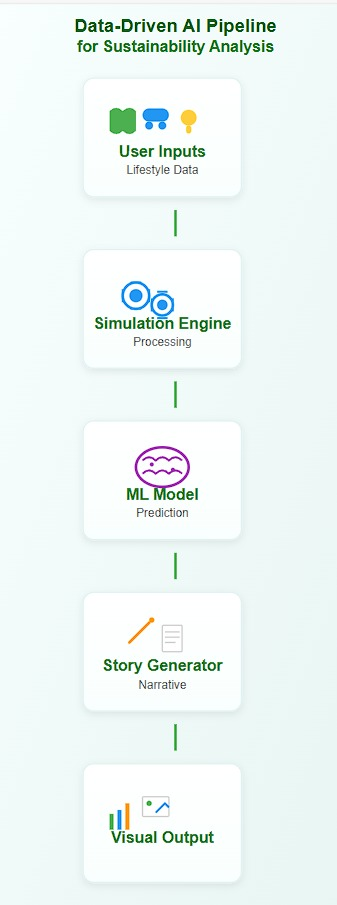 Data-Driven AI Pipeline
for Sustainability Analysis
User Inputs
Lifestyle Data
Simulation Engine
Processing
ML Model
Prediction
Story Generator
Narrative
Visual Output